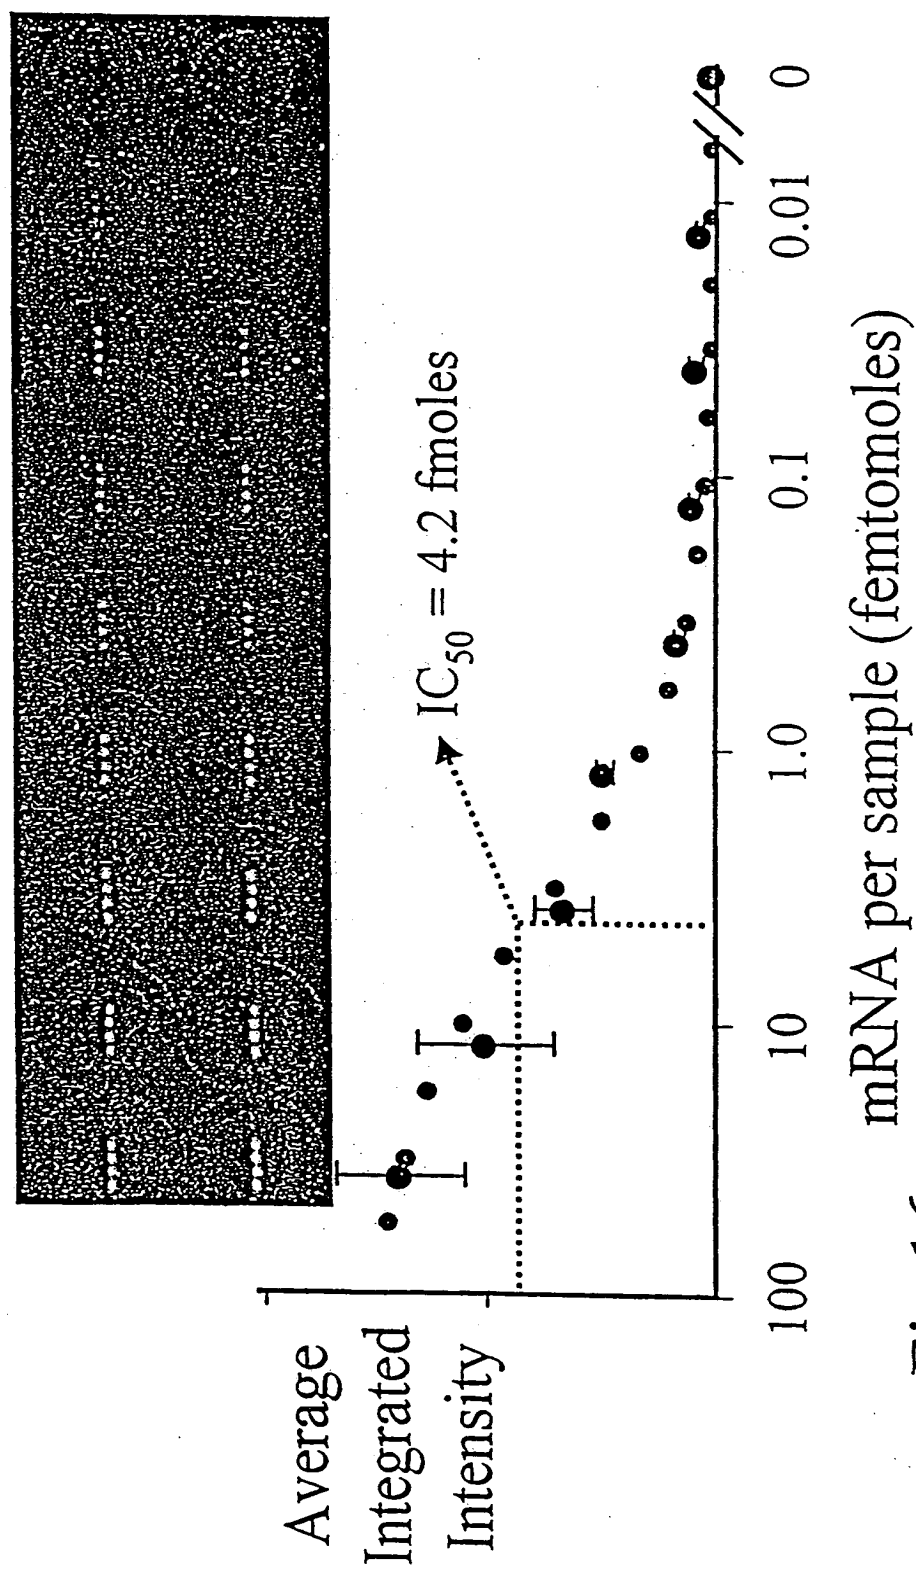 IC50 = 4.2 fmoles
Average
Integrated
Intensity
100
10
1.0
0.1
0.01
0
mRNA per sample (femtomoles)